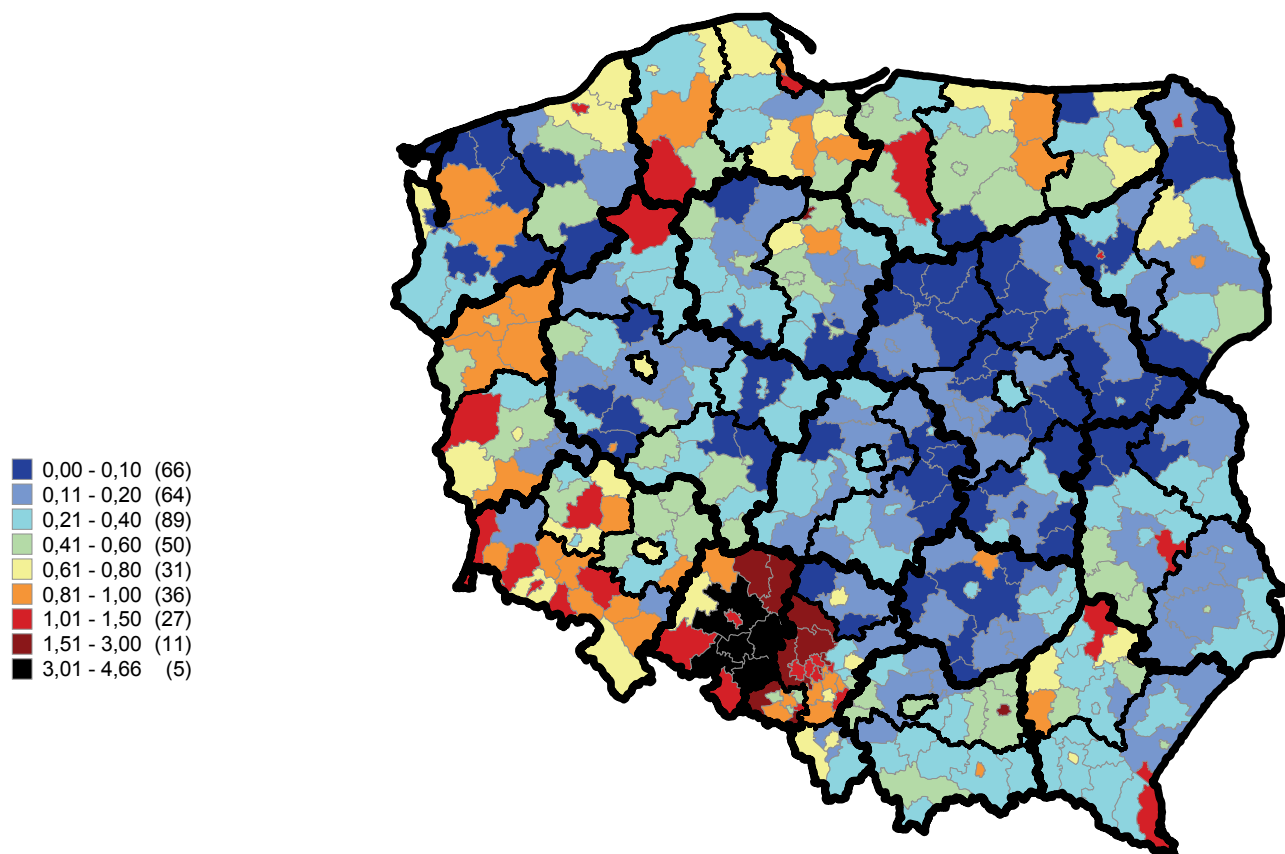 0,00 - 0,10 (66)
0,11 - 0,20 (64)
0,21 - 0,40 (89)
0,41 - 0,60 (50)
0,61 - 0,80 (31)
0,81 - 1,00 (36)
1,01 - 1,50 (27)
1,51 - 3,00 (11)
3,01 - 4,66 (5)